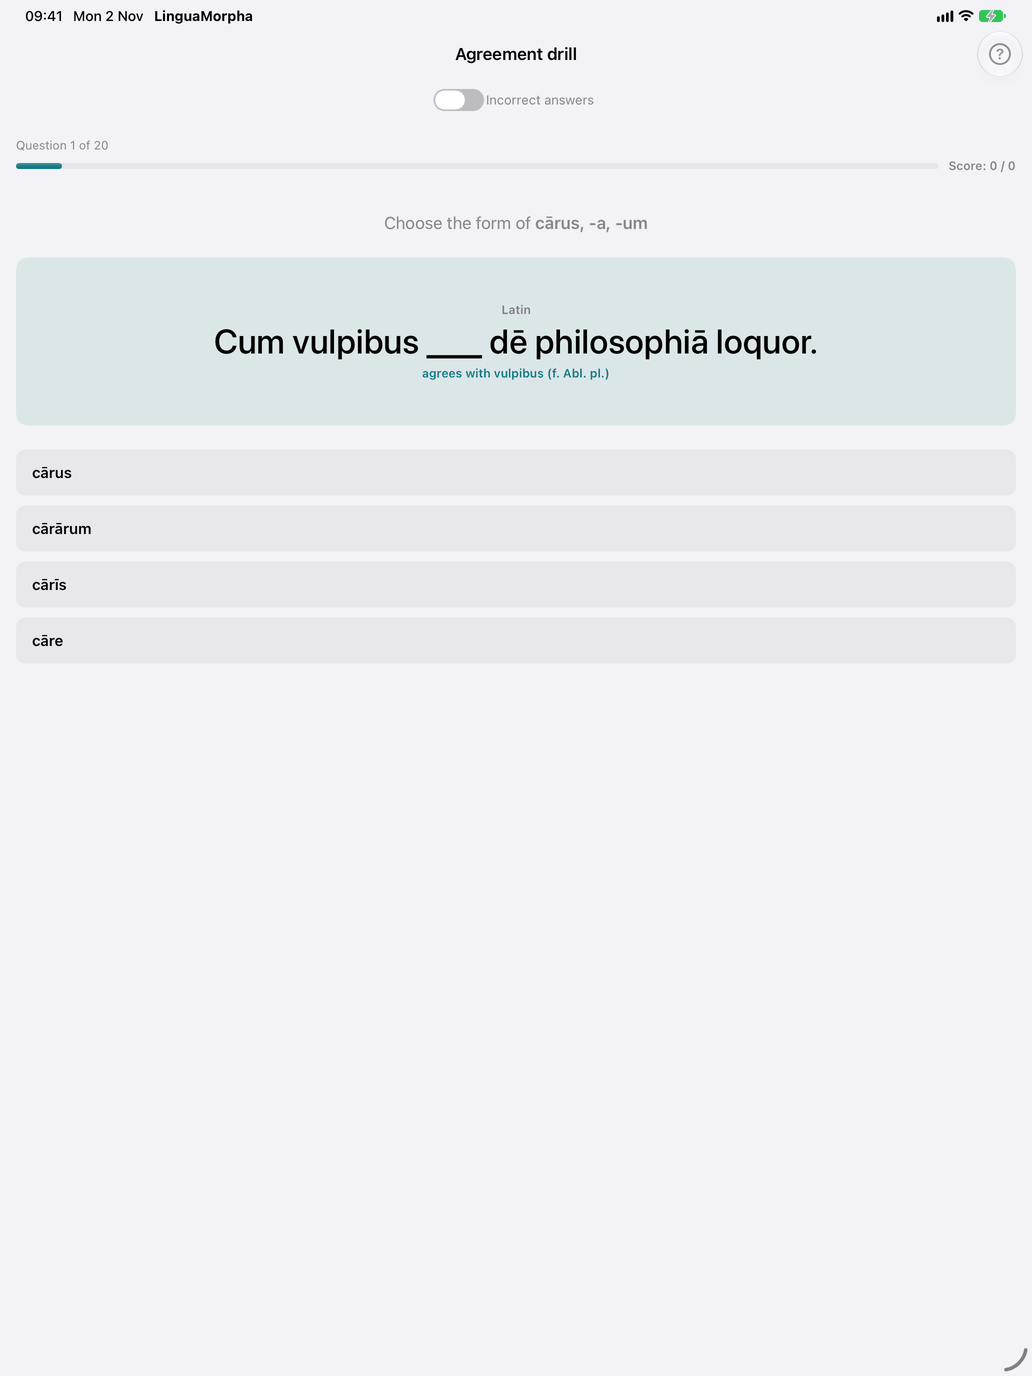 09:41 Mon 2 Nov LinguaMorpha
Agreement drill
?
Incorrect answers
Question 1 of 20
Score: 0 / 0
Choose the form of cārus, -a, -um
Latin
Cum vulpibus ____ dē philosophiā loquor.
agrees with vulpibus (f. Abl. pl.)
cārus
cārārum
cārīs
cāre